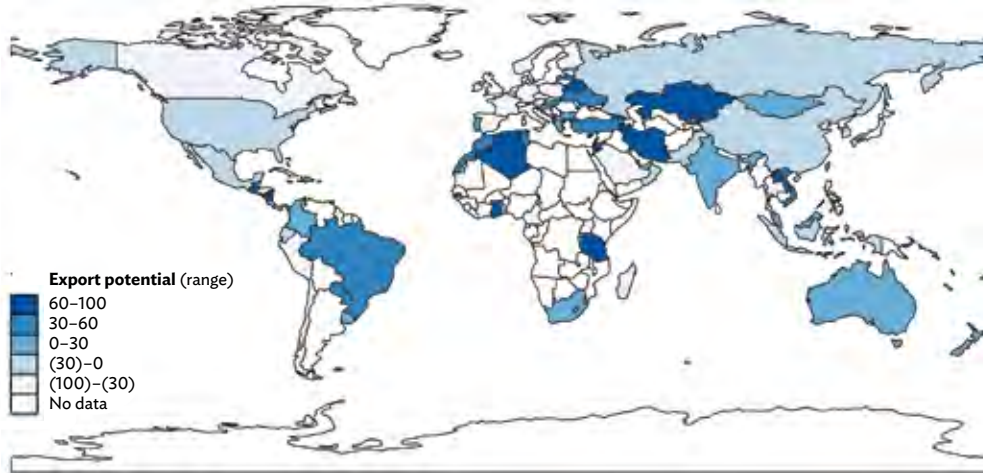 Export potential (range)
60–100
30–60
0–30
(30)–0
(100)–(30)
No data